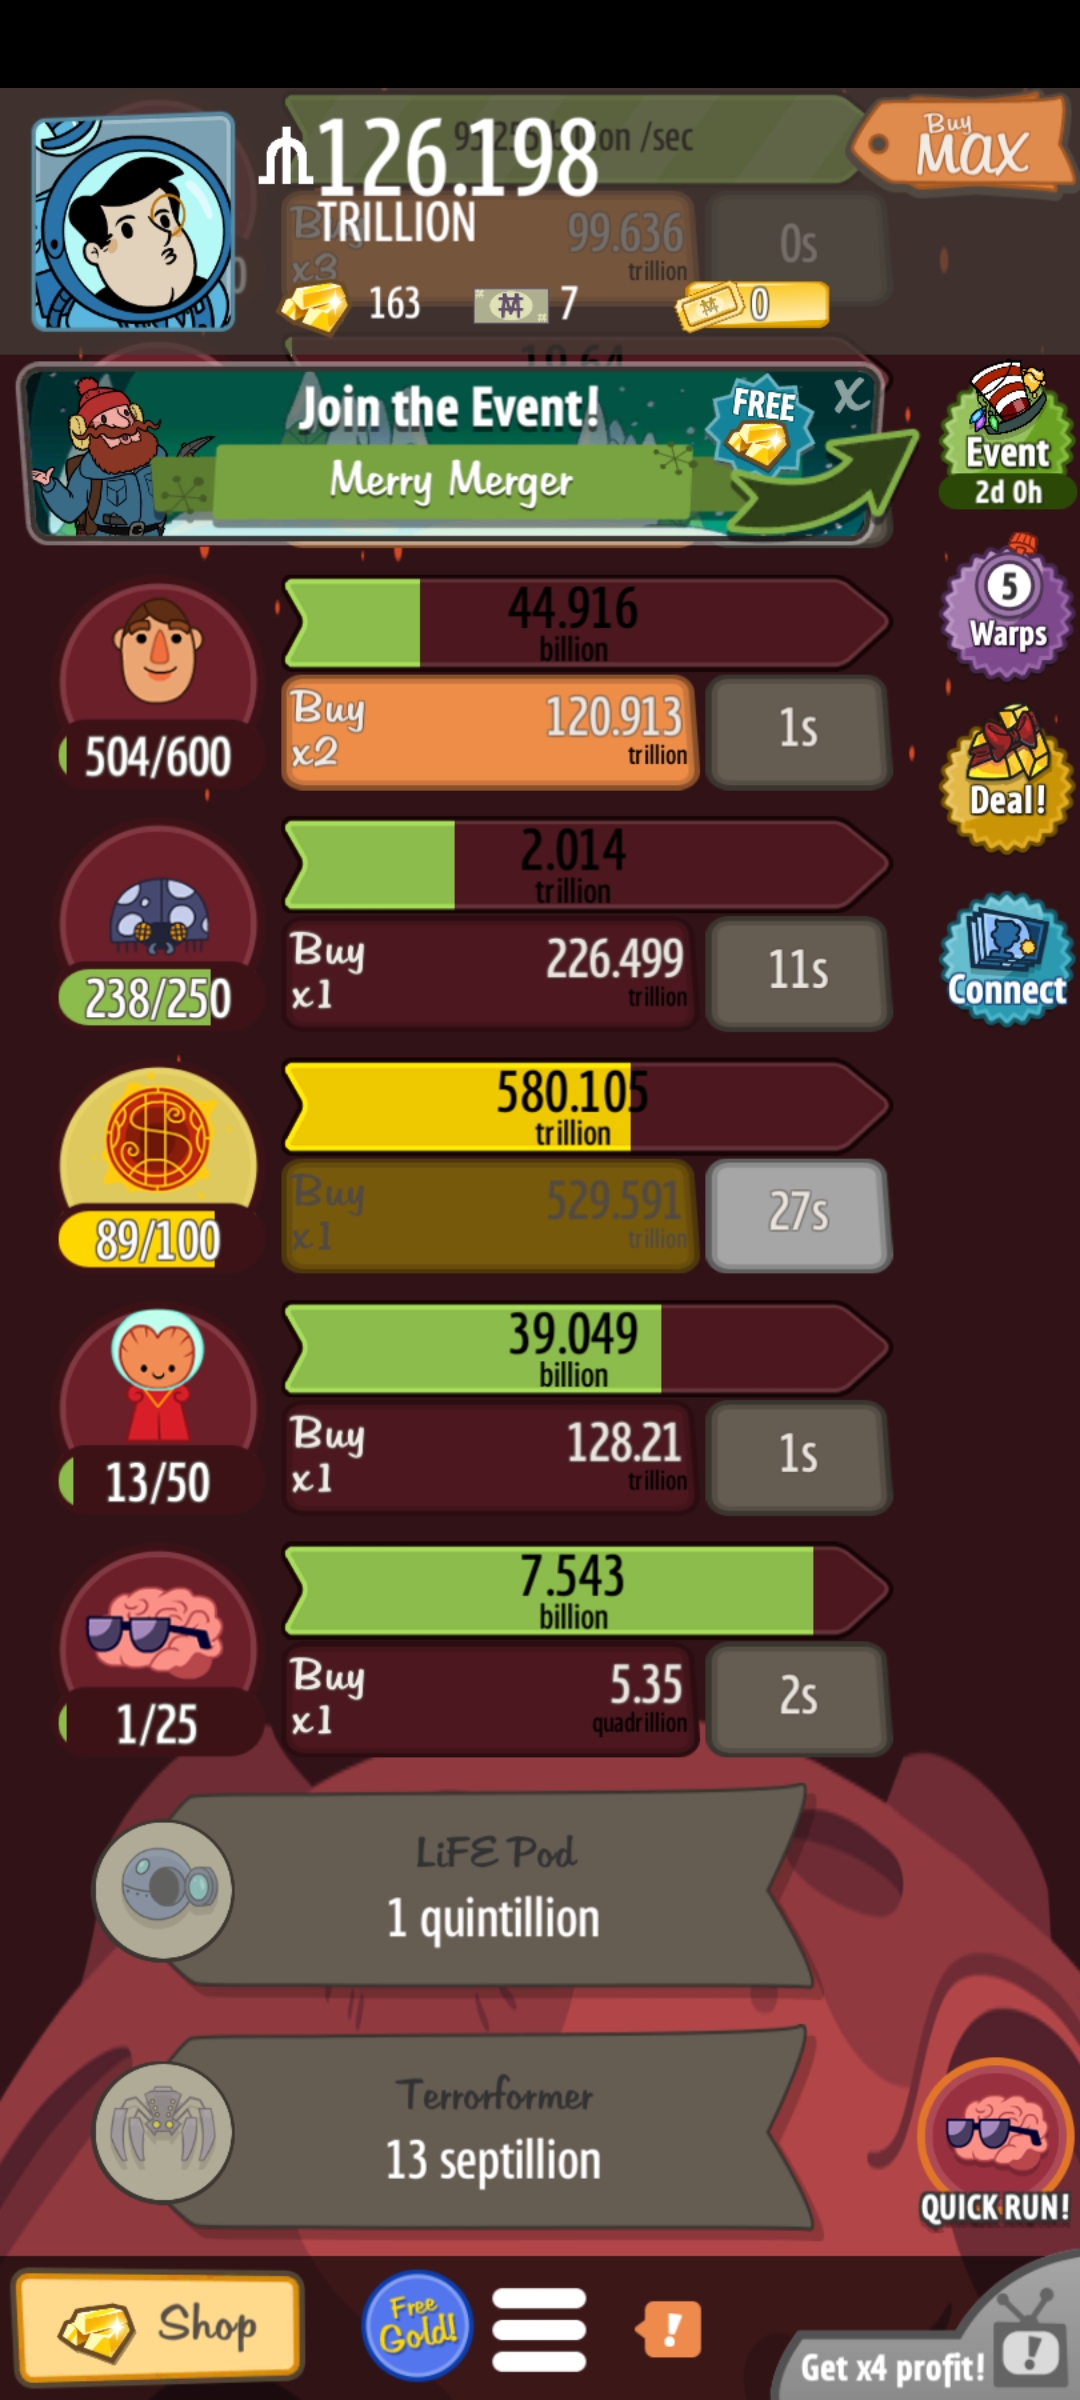 126.198
TRILLION
Buy
MAX
/sec
Buy
x3
99.636
trillion
0s
163
7
0
Join the Event!
FREE
X
Merry Merger
Event
2d 0h
44.916
billion
504/600
Buy
x2
120.913
trillion
1s
5
Warps
2.014
trillion
238/250
Buy
x1
226.499
trillion
11s
Deal!
Connect
580.105
trillion
89/100
Buy
x1
529.591
trillion
27s
39.049
billion
13/50
Buy
x1
128.21
trillion
1s
7.543
billion
1/25
Buy
x1
5.35
quadrillion
2s
LiFE Pod
1 quintillion
Terrorformer
13 septillion
QUICK RUN!
Shop
Free
Gold!
!
Get x4 profit!
!